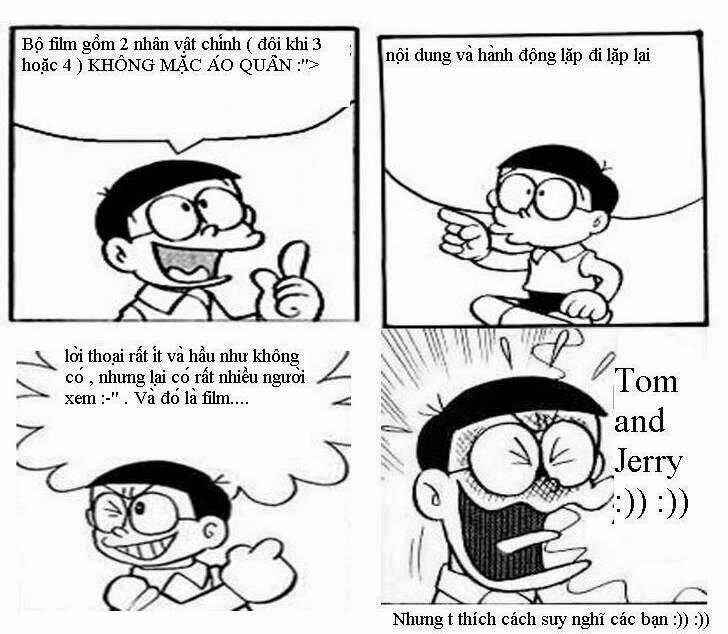 Bộ film gồm 2 nhân vật chính ( đôi khi 3
hoặc 4 ) KHÔNG MẶC ÁO QUẦN :">
nội dung và hành động lặp đi lặp lại
lời thoại rất ít và hầu như không
có , nhưng lại có rất nhiều người
xem :-" . Và đó là film....
Tom
and
Jerry
:)) :))
Nhưng t thích cách suy nghĩ các bạn :)) :))